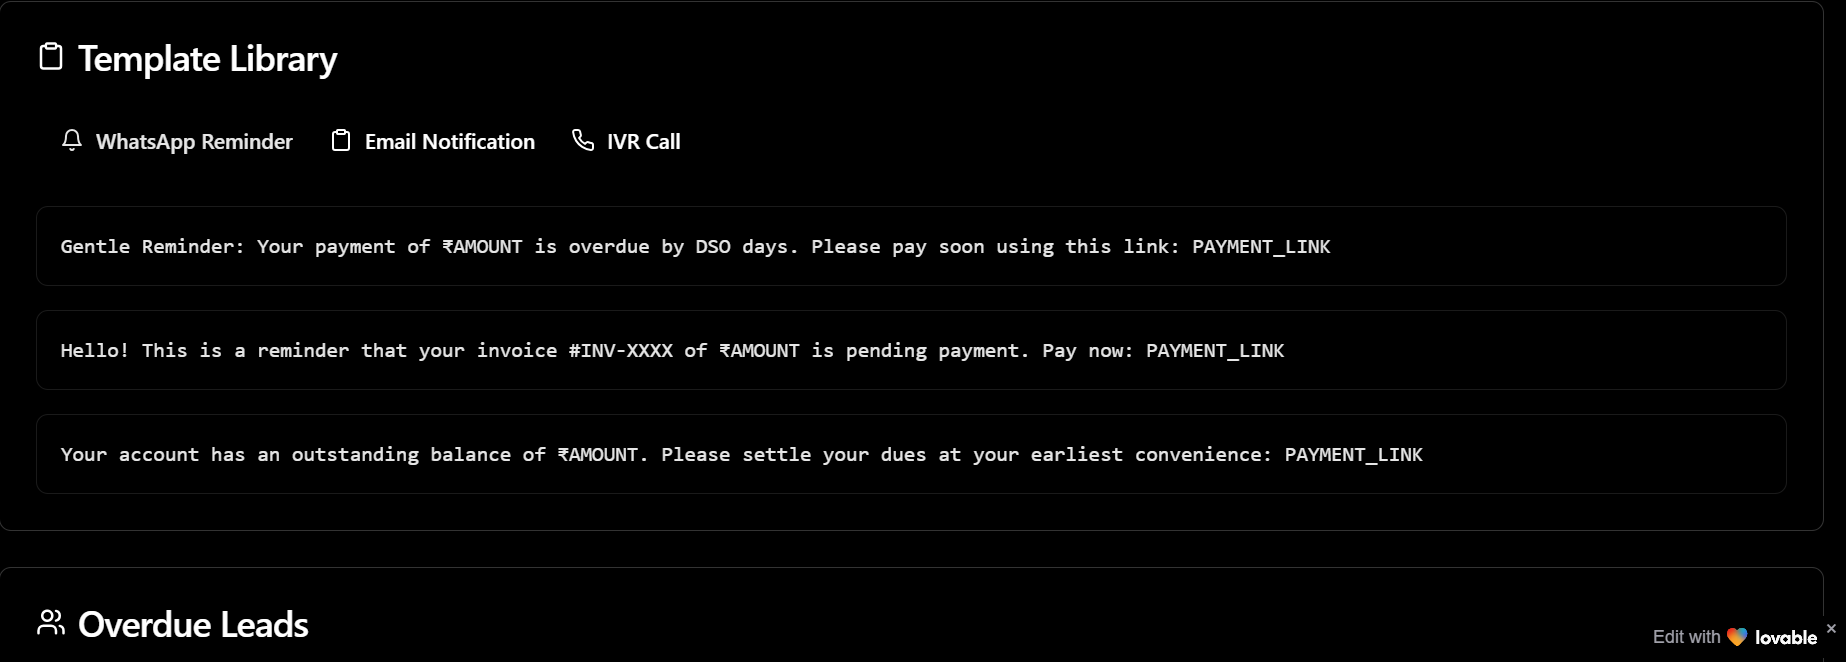 Template Library
WhatsApp Reminder Email Notification IVR Call
Gentle Reminder: Your payment of ₹AMOUNT is overdue by DSO days. Please pay soon using this link: PAYMENT_LINK
Hello! This is a reminder that your invoice #INV-XXXX of ₹AMOUNT is pending payment. Pay now: PAYMENT_LINK
Your account has an outstanding balance of ₹AMOUNT. Please settle your dues at your earliest convenience: PAYMENT_LINK
Overdue Leads
Edit with lovable